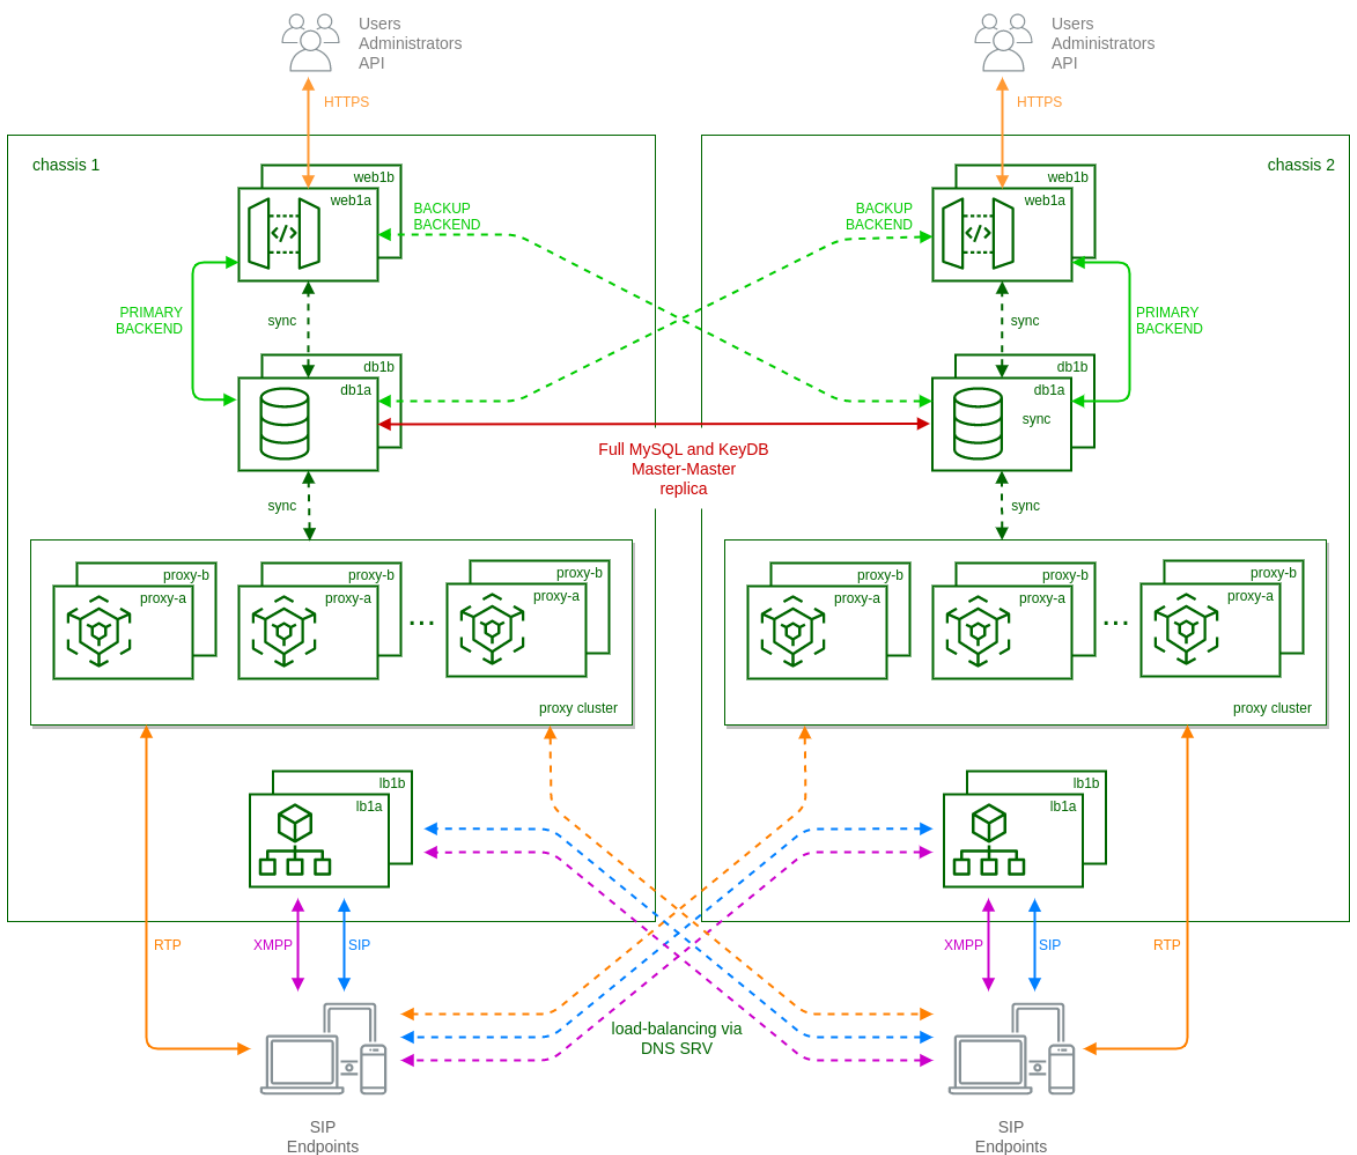 Users
Administrators
API
HTTPS
Users
Administrators
API
HTTPS
chassis 1
web1b
web1a
BACKUP
BACKEND
PRIMARY
BACKEND
sync
db1b
db1a
sync
proxy-b
proxy-a
proxy-b
proxy-a
...
proxy-b
proxy-a
proxy cluster
lb1b
lb1a
chassis 2
web1b
web1a
BACKUP
BACKEND
PRIMARY
BACKEND
sync
db1b
db1a
sync
sync
Full MySQL and KeyDB
Master-Master
replica
proxy-b
proxy-a
proxy-b
proxy-a
...
proxy-b
proxy-a
proxy cluster
lb1b
lb1a
RTP
XMPP
SIP
XMPP
SIP
RTP
load-balancing via
DNS SRV
SIP
Endpoints
SIP
Endpoints